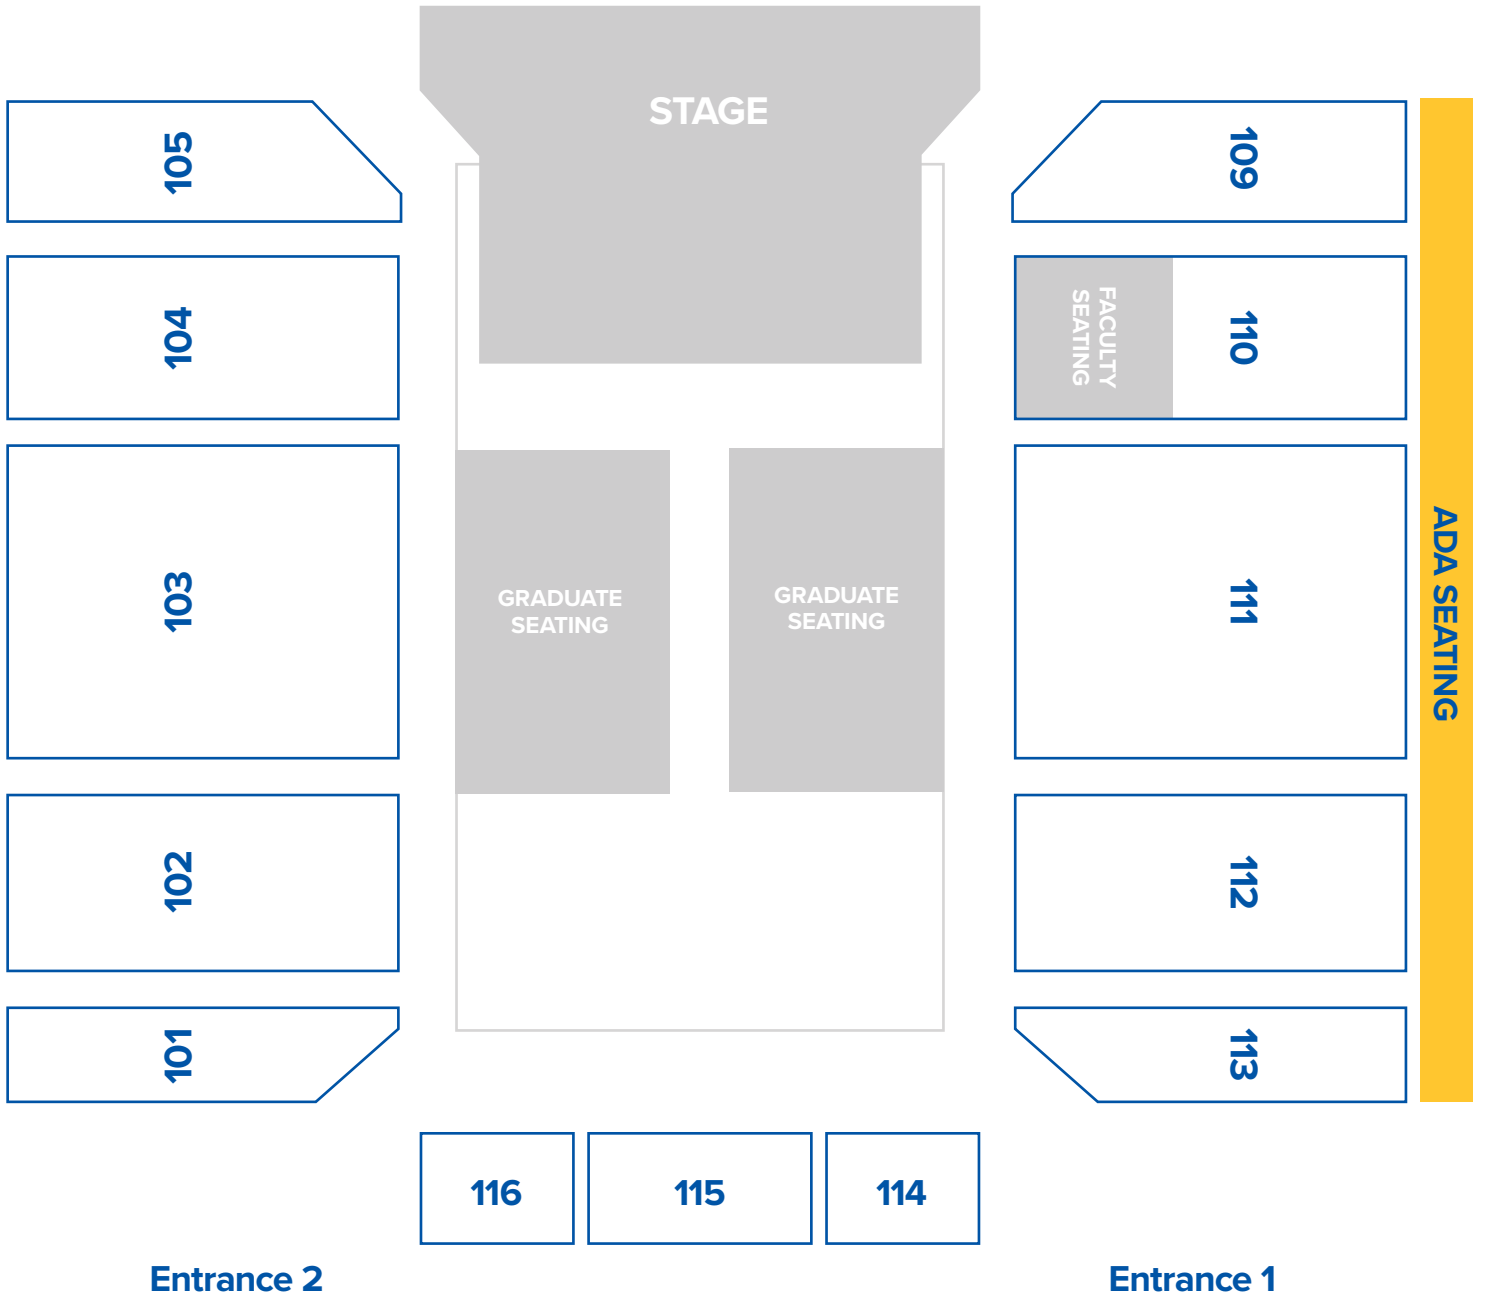 STAGE
105
109
104
FACULTY
SEATING
110
103
GRADUATE
SEATING
GRADUATE
SEATING
111
ADA SEATING
102
112
101
113
116
115
114
Entrance 2
Entrance 1